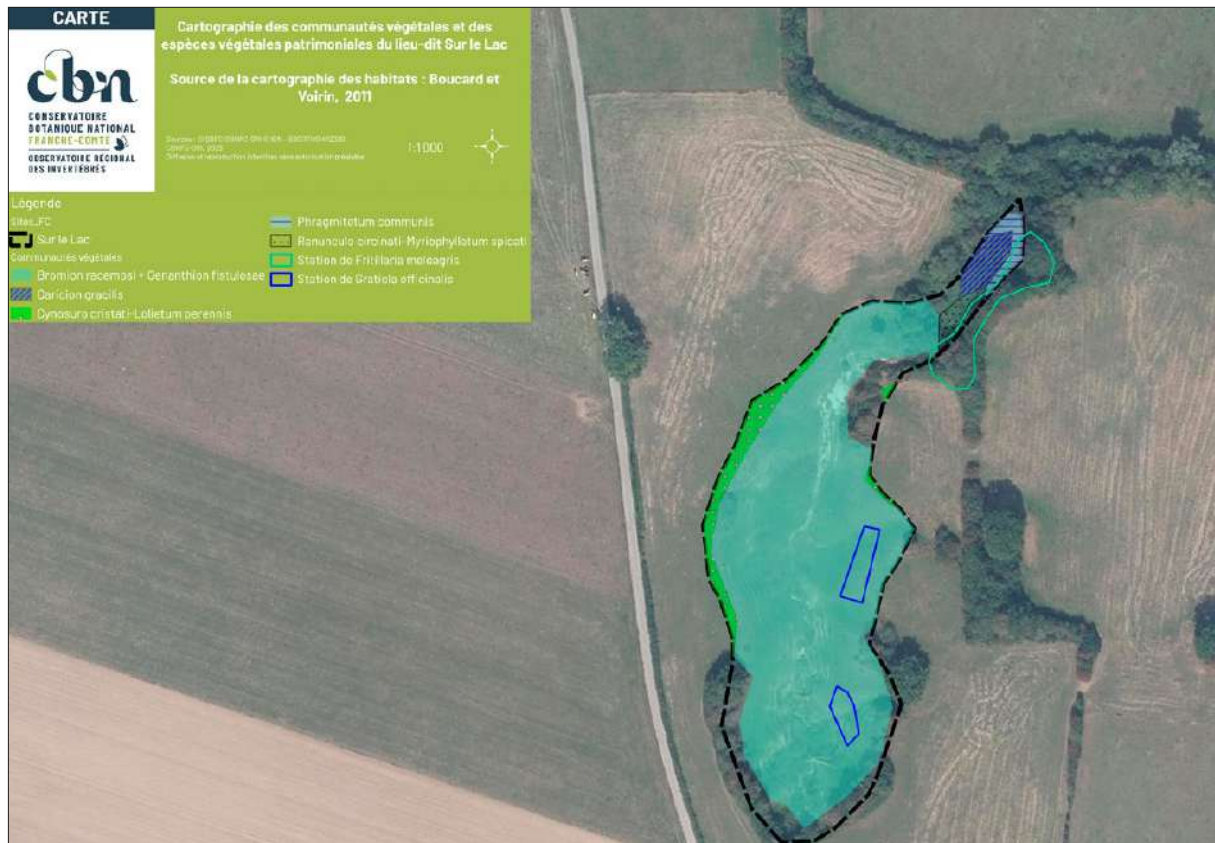 CARTE
Cartographie des communautés végétales et des
espèces végétales patrimoniales du lieu-dit Sur le Lac
Source de la cartographie des habitats : Boucard et
Voirin, 2011
1:1 000
cbn
CONSERVATOIRE
BOTANIQUE NATIONAL
FRANCHE-COMTÉ
OBSERVATOIRE RÉGIONAL
DES INVERTÉBRÉS
Légende
Sites_FC
Sur le Lac
Communautés végétales
Bromion racemosi - Oenanthion fistulosae
Caricion gracilis
Cynosuro cristati-Lolietum perennis
Phragmitetum communis
Ranunculo circinati-Myriophylletum spicati
Station de Fritillaria meleagris
Station de Gratiola officinalis